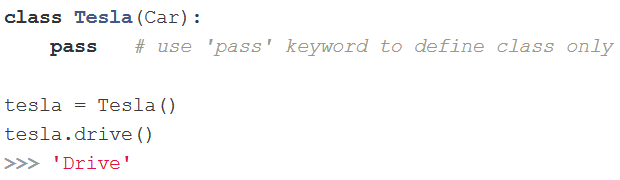 class Tesla(Car):
    pass   # use 'pass' keyword to define class only

tesla = Tesla()
tesla.drive()
>>> 'Drive'